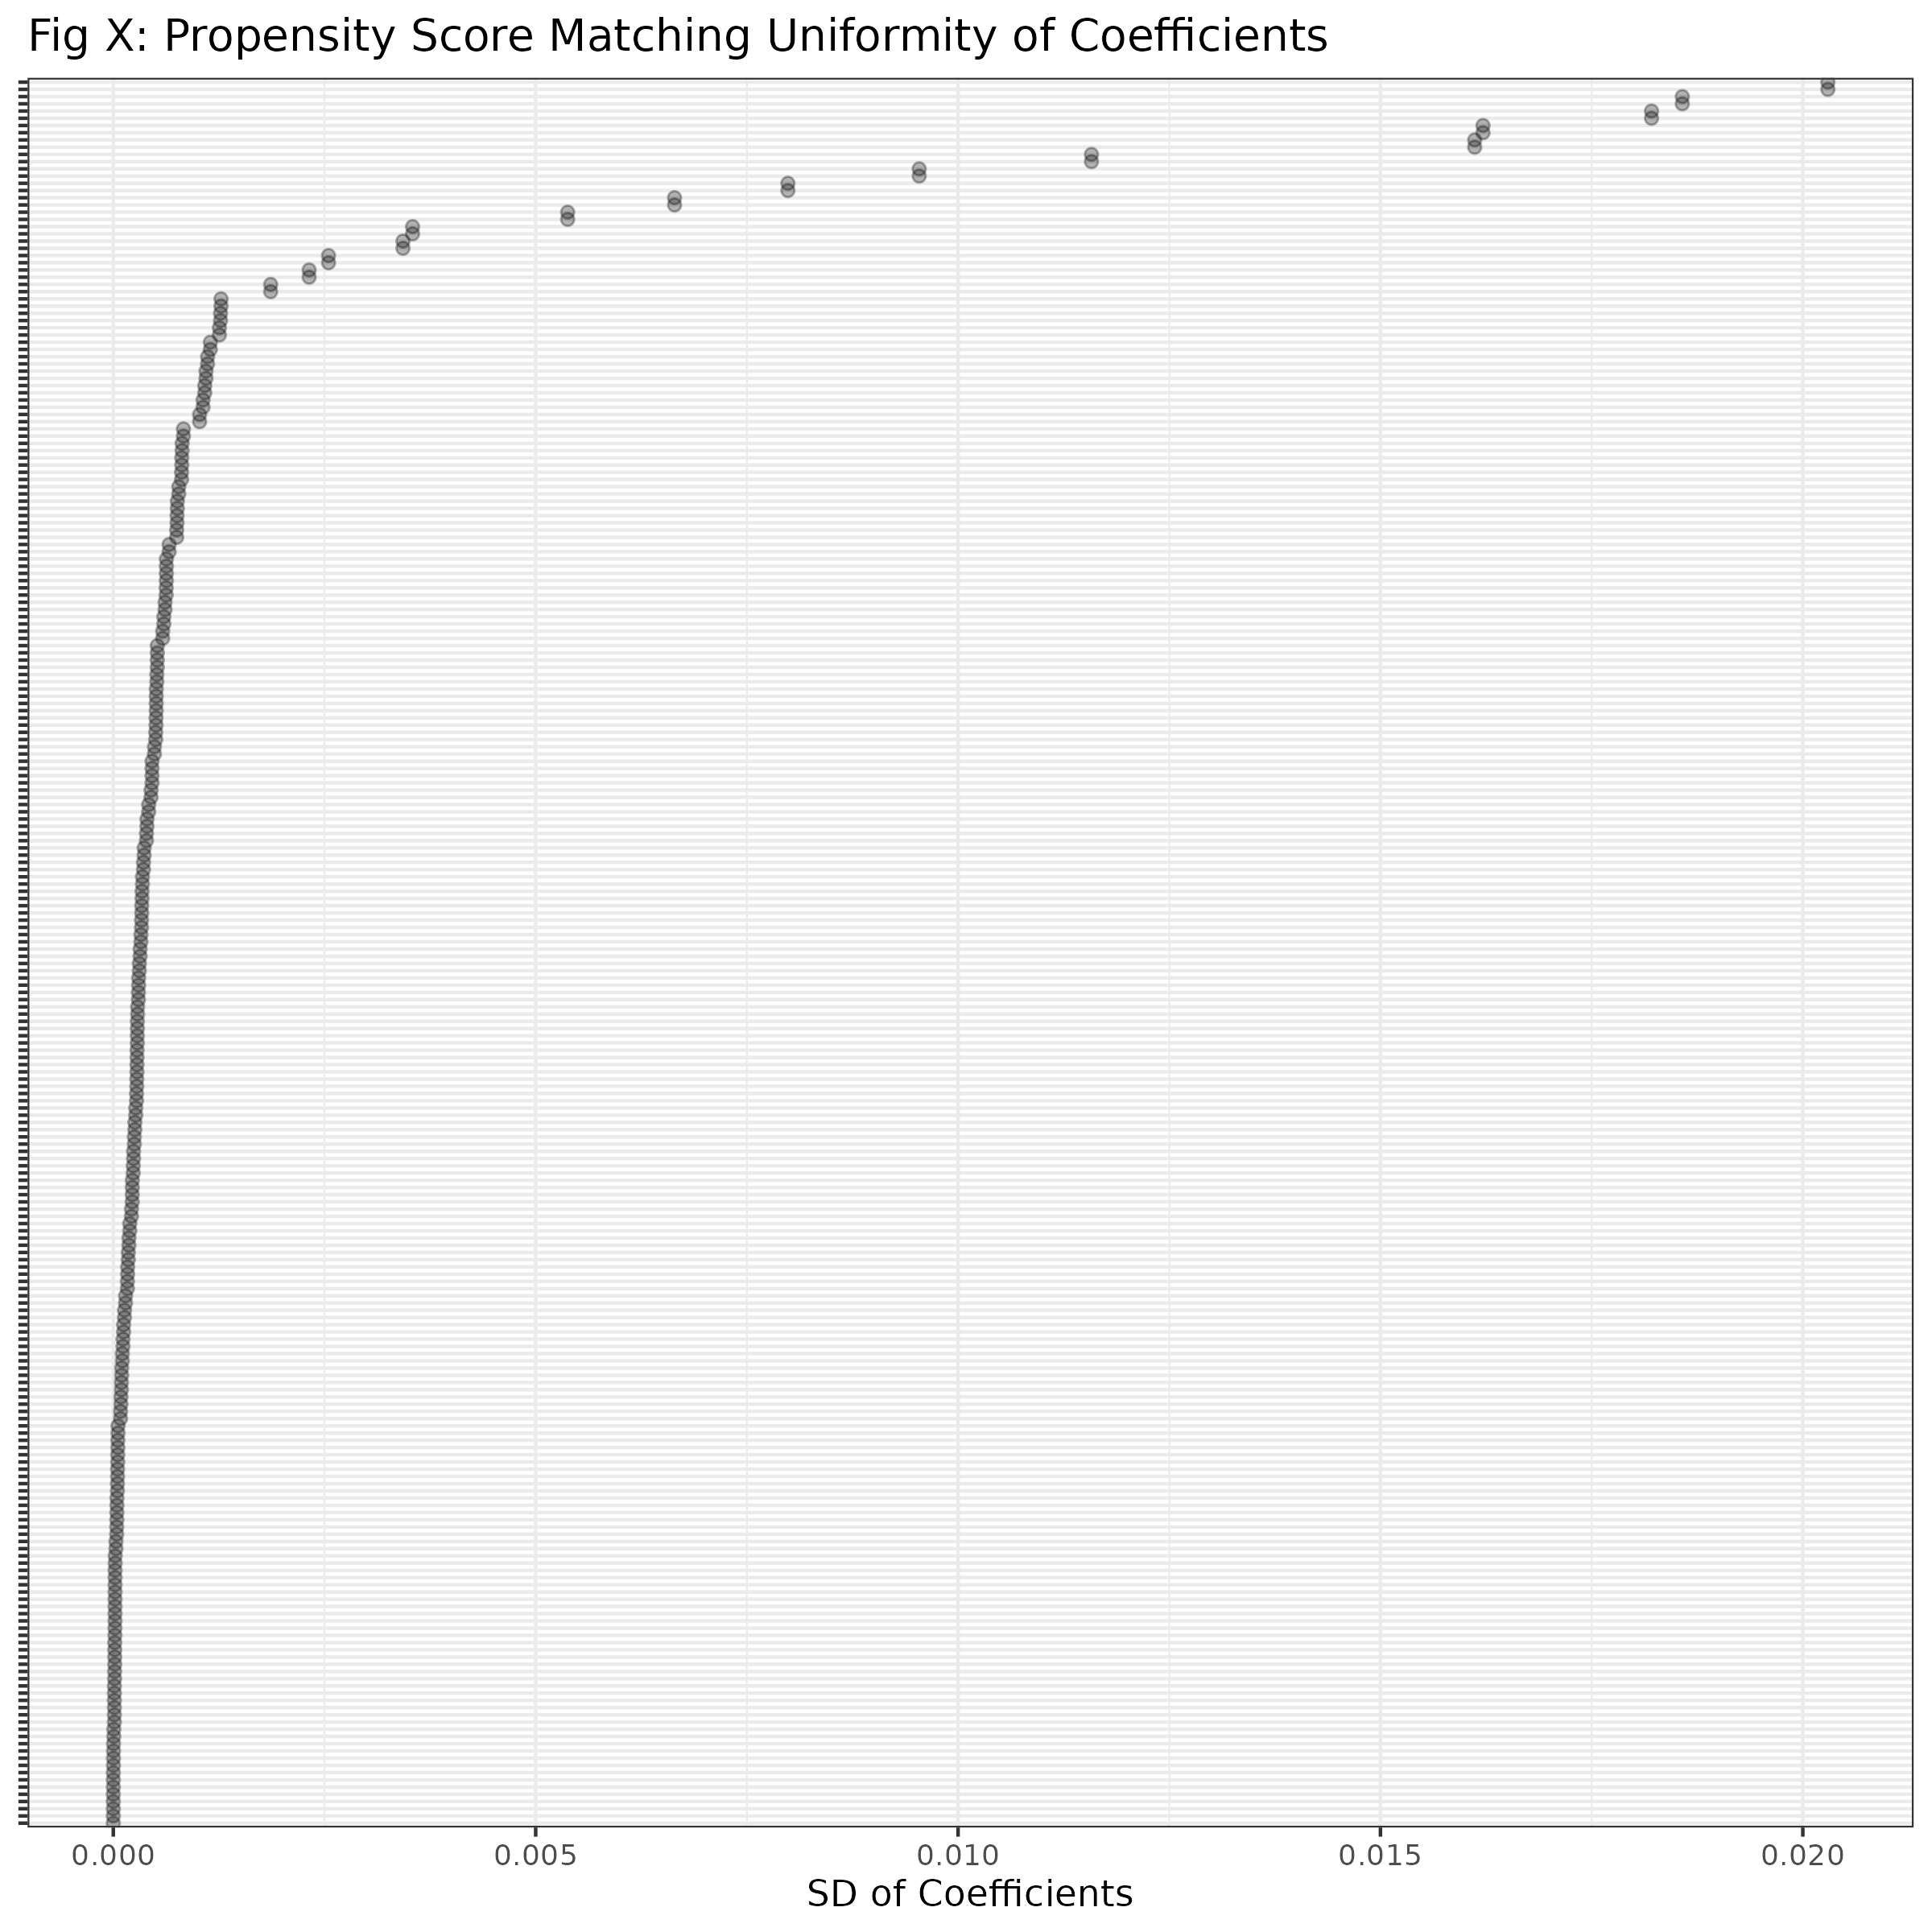 Fig X: Propensity Score Matching Uniformity of Coefficients
0.000 0.005 0.010 0.015 0.020
SD of Coefficients